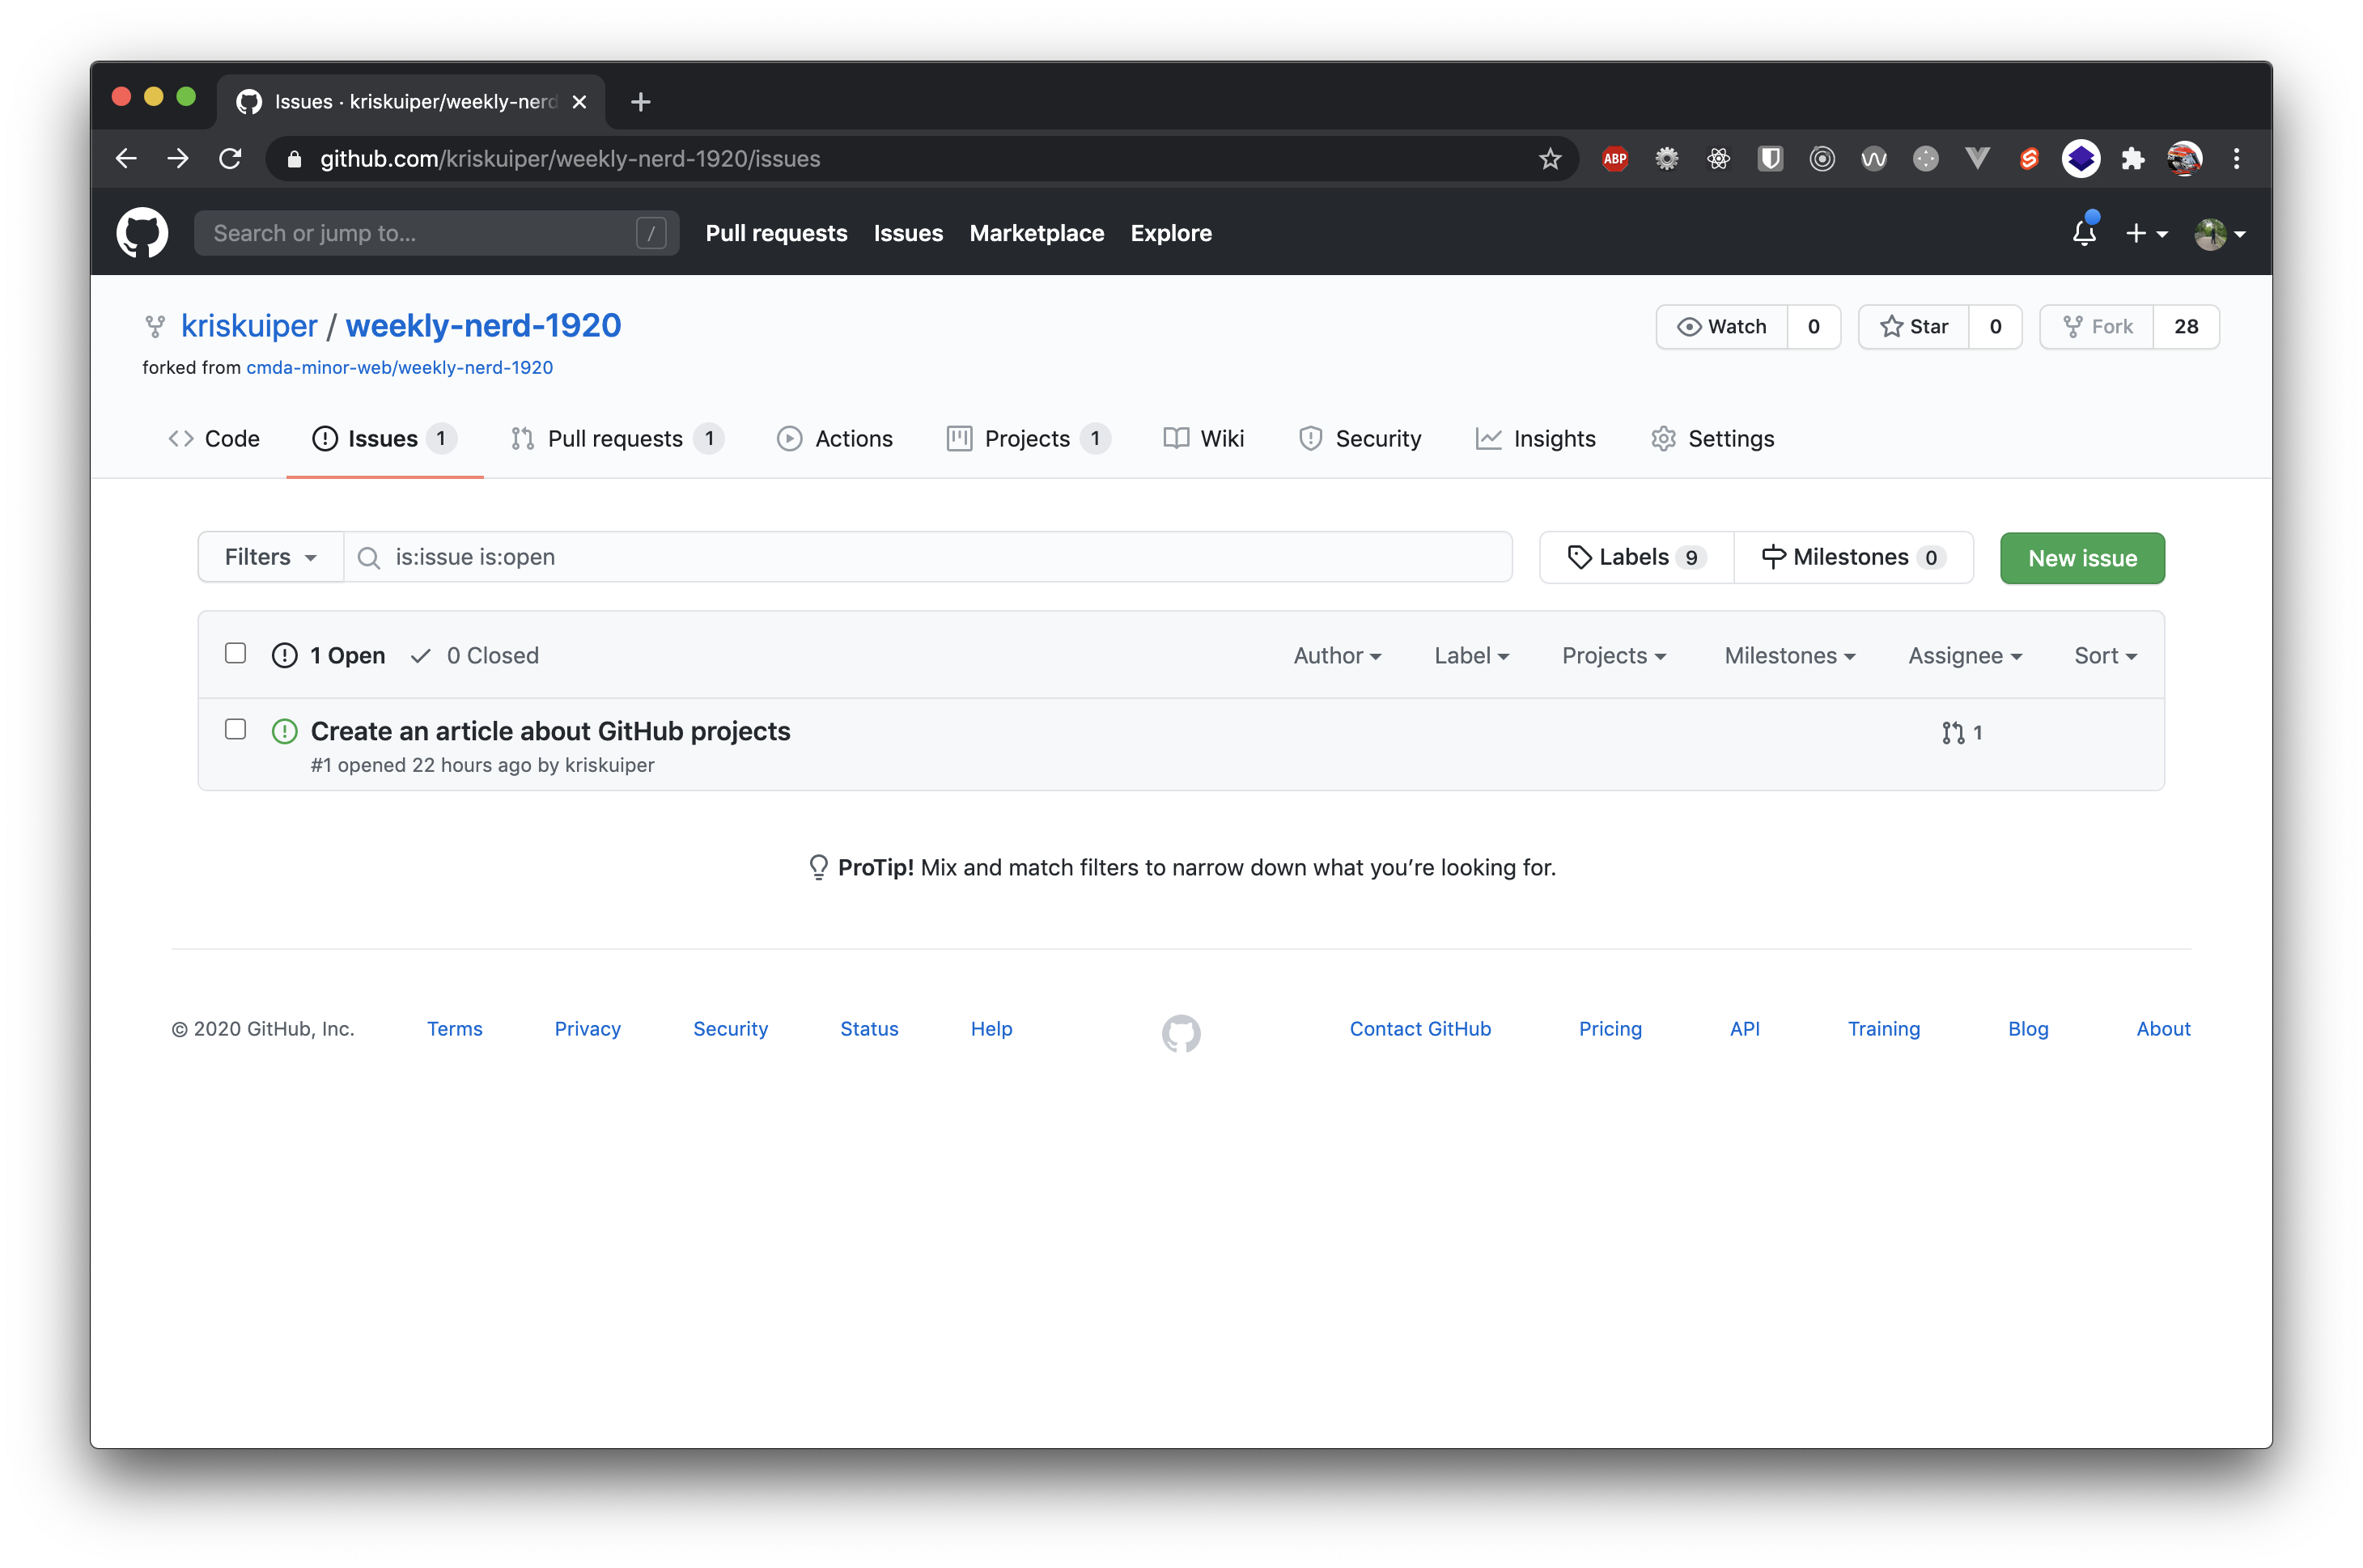 Issues · kriskuiper/weekly-nerd
github.com/kriskuiper/weekly-nerd-1920/issues
ABP
Search or jump to... /
Pull requests Issues Marketplace Explore
kriskuiper / weekly-nerd-1920
Watch 0 Star 0 Fork 28
forked from cmda-minor-web/weekly-nerd-1920
Code Issues 1 Pull requests 1 Actions Projects 1 Wiki Security Insights Settings
Filters is:issue is:open Labels 9 Milestones 0 New issue
1 Open 0 Closed Author Label Projects Milestones Assignee Sort
Create an article about GitHub projects 1
#1 opened 22 hours ago by kriskuiper
ProTip! Mix and match filters to narrow down what you’re looking for.
© 2020 GitHub, Inc. Terms Privacy Security Status Help Contact GitHub Pricing API Training Blog About